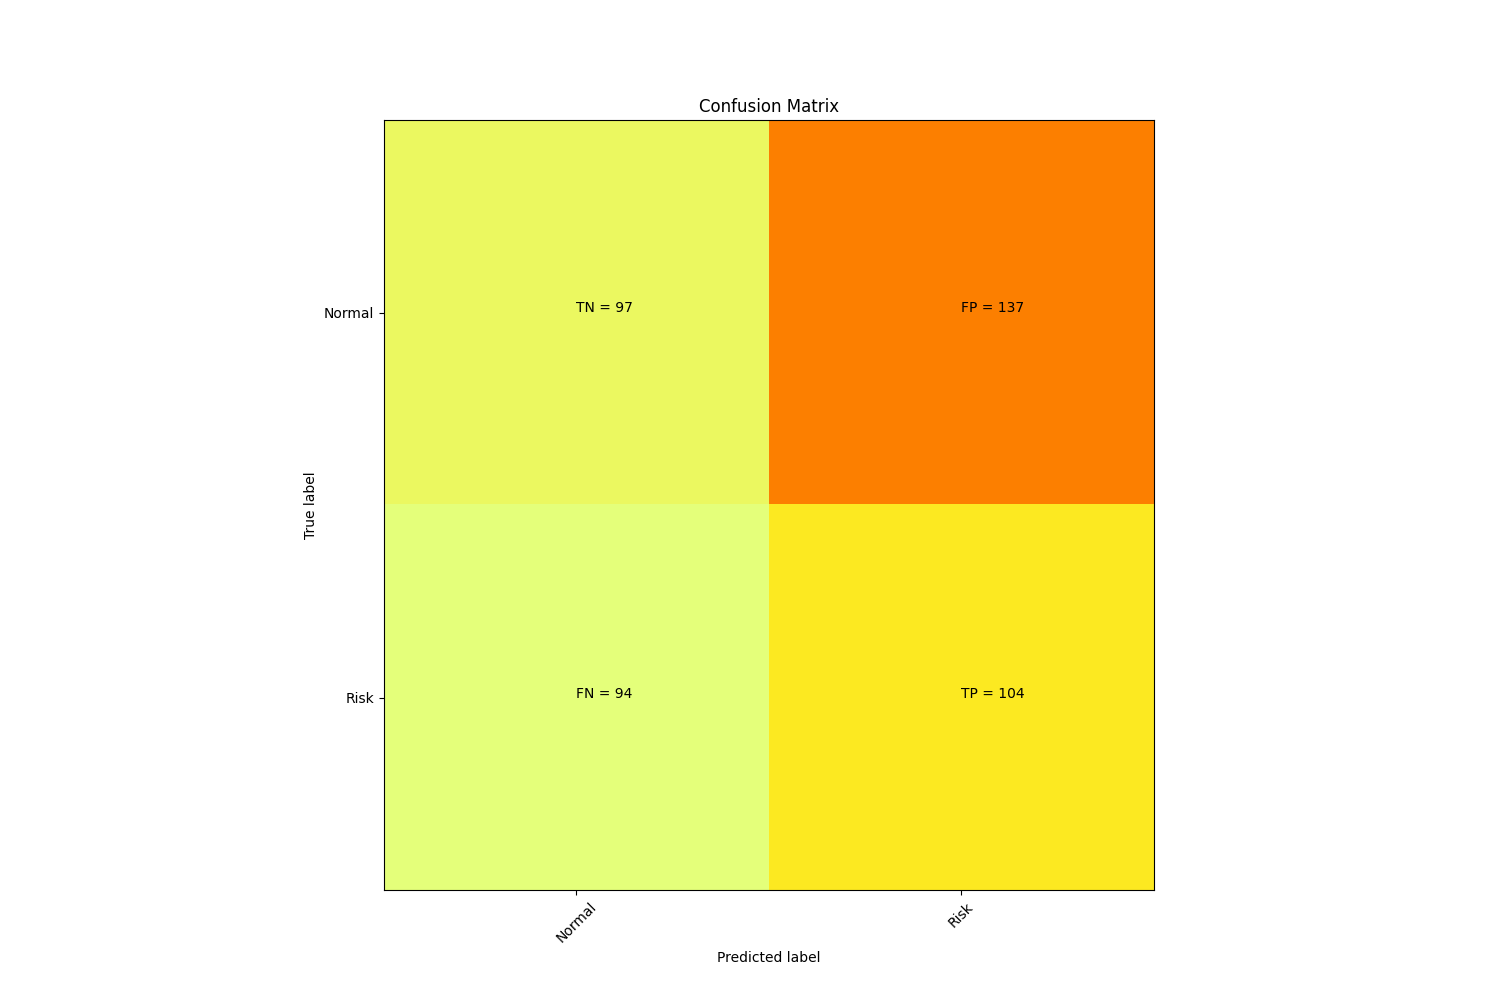 Confusion Matrix
TN = 97
FP = 137
Normal
True label
FN = 94
TP = 104
Risk
Normal
Risk
Predicted label